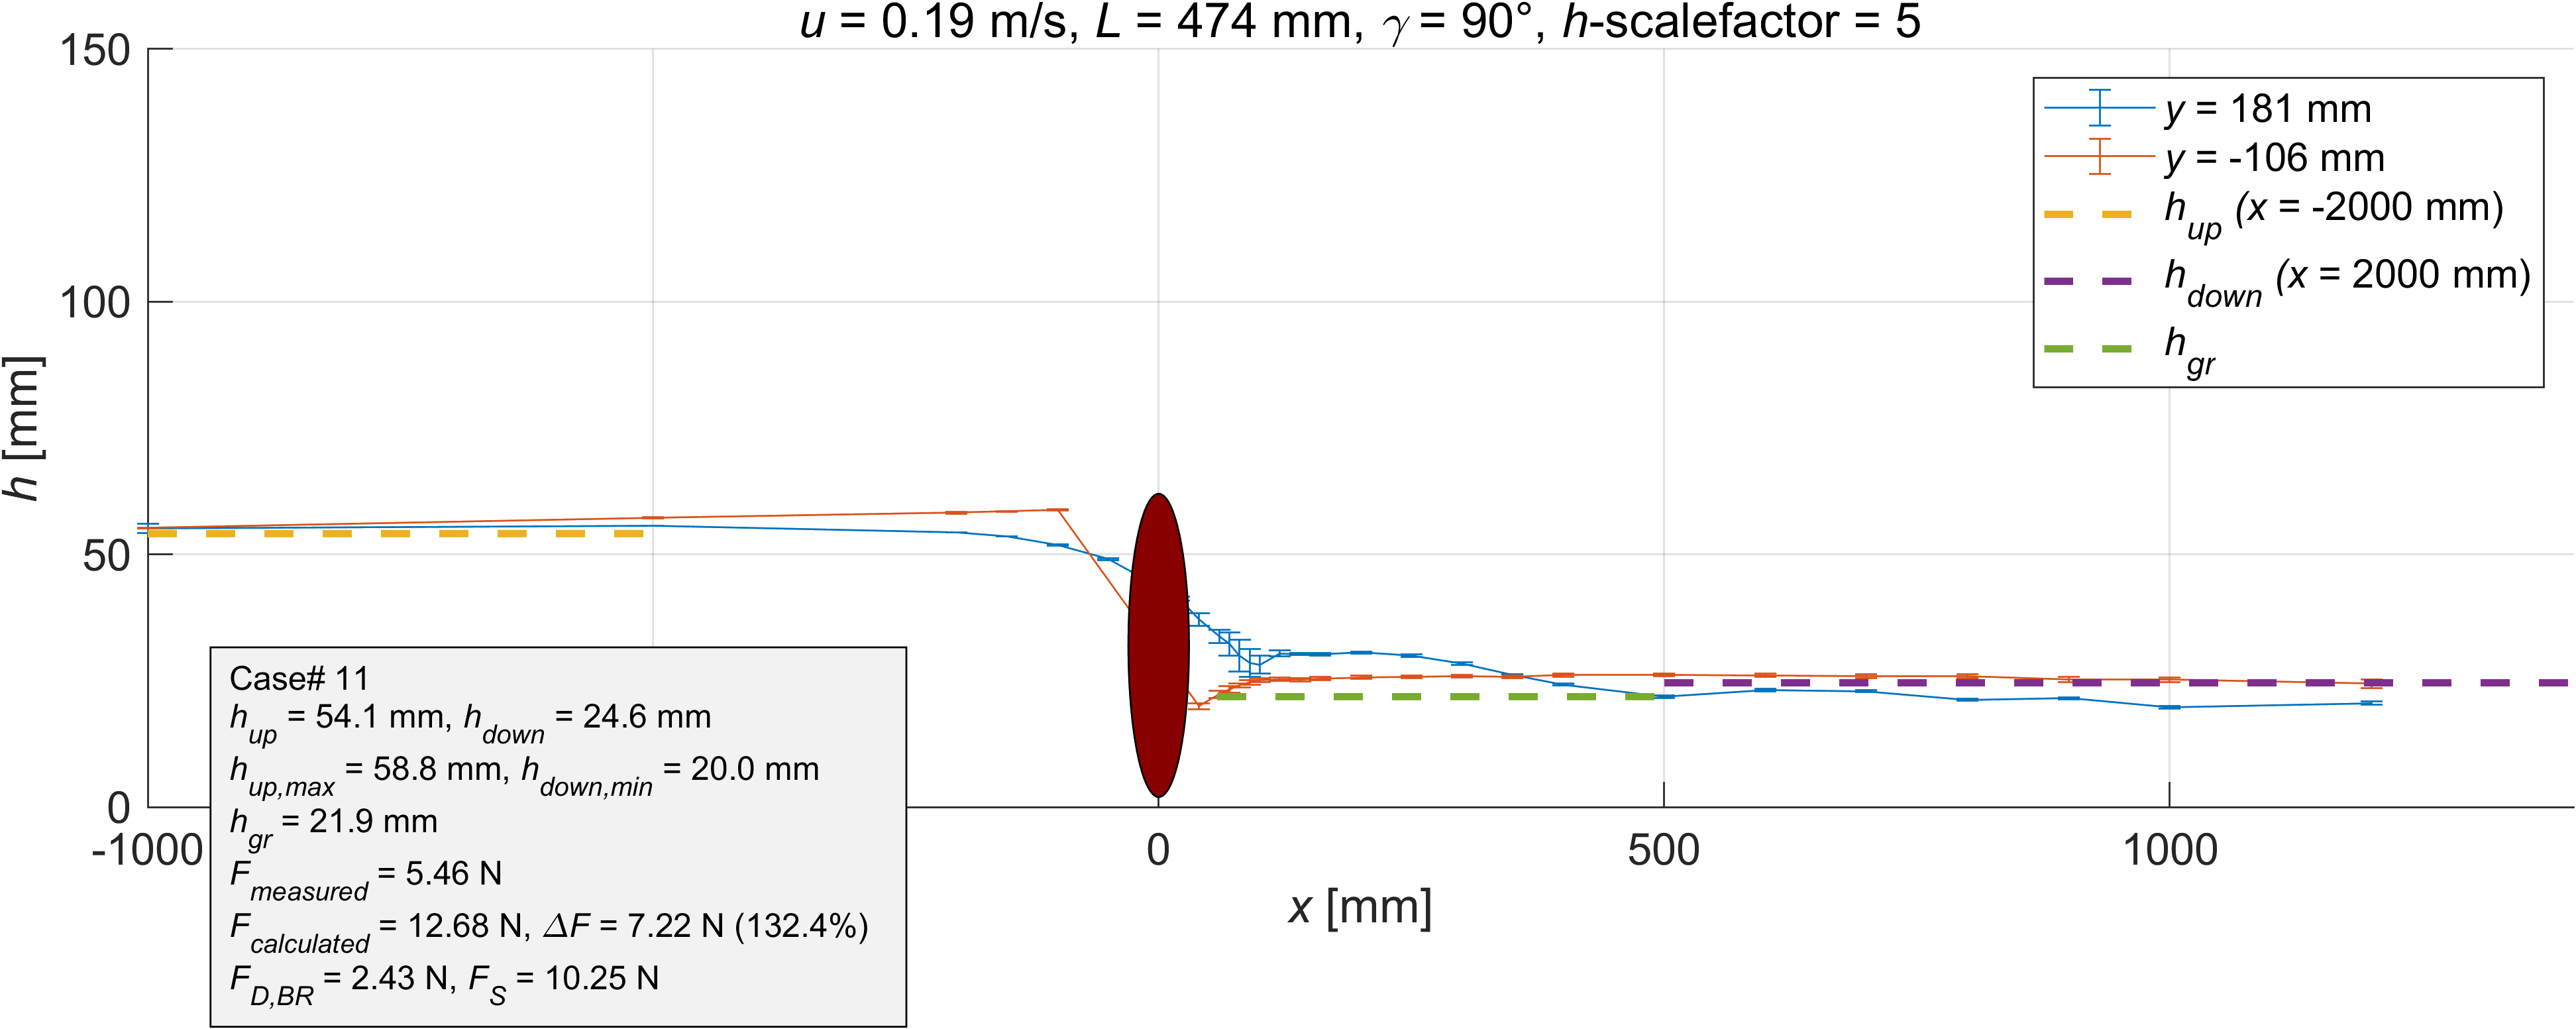 u = 0.19 m/s, L = 474 mm, γ = 90°, h-scalefactor = 5
150
100
50
0
h [mm]
-1000
0
500
1000
x [mm]
y = 181 mm
y = -106 mm
h_up (x = -2000 mm)
h_down (x = 2000 mm)
h_gr
Case# 11
h_up = 54.1 mm, h_down = 24.6 mm
h_up,max = 58.8 mm, h_down,min = 20.0 mm
h_gr = 21.9 mm
F_measured = 5.46 N
F_calculated = 12.68 N, ΔF = 7.22 N (132.4%)
F_D,BR = 2.43 N, F_S = 10.25 N